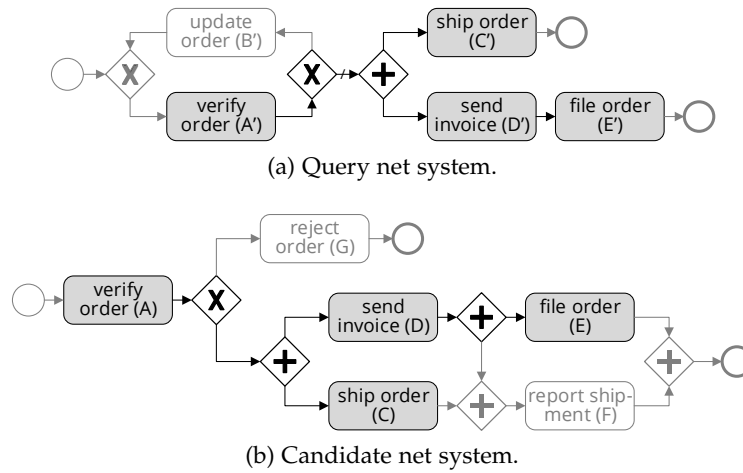 update
order (B’)
ship order
(C’)
X
X
+
verify
order (A’)
send
invoice (D’)
file order
(E’)
(a) Query net system.
reject
order (G)
verify
order (A)
X
send
invoice (D)
+
file order
(E)
+
+
ship order
(C)
+
report ship-
ment (F)
(b) Candidate net system.